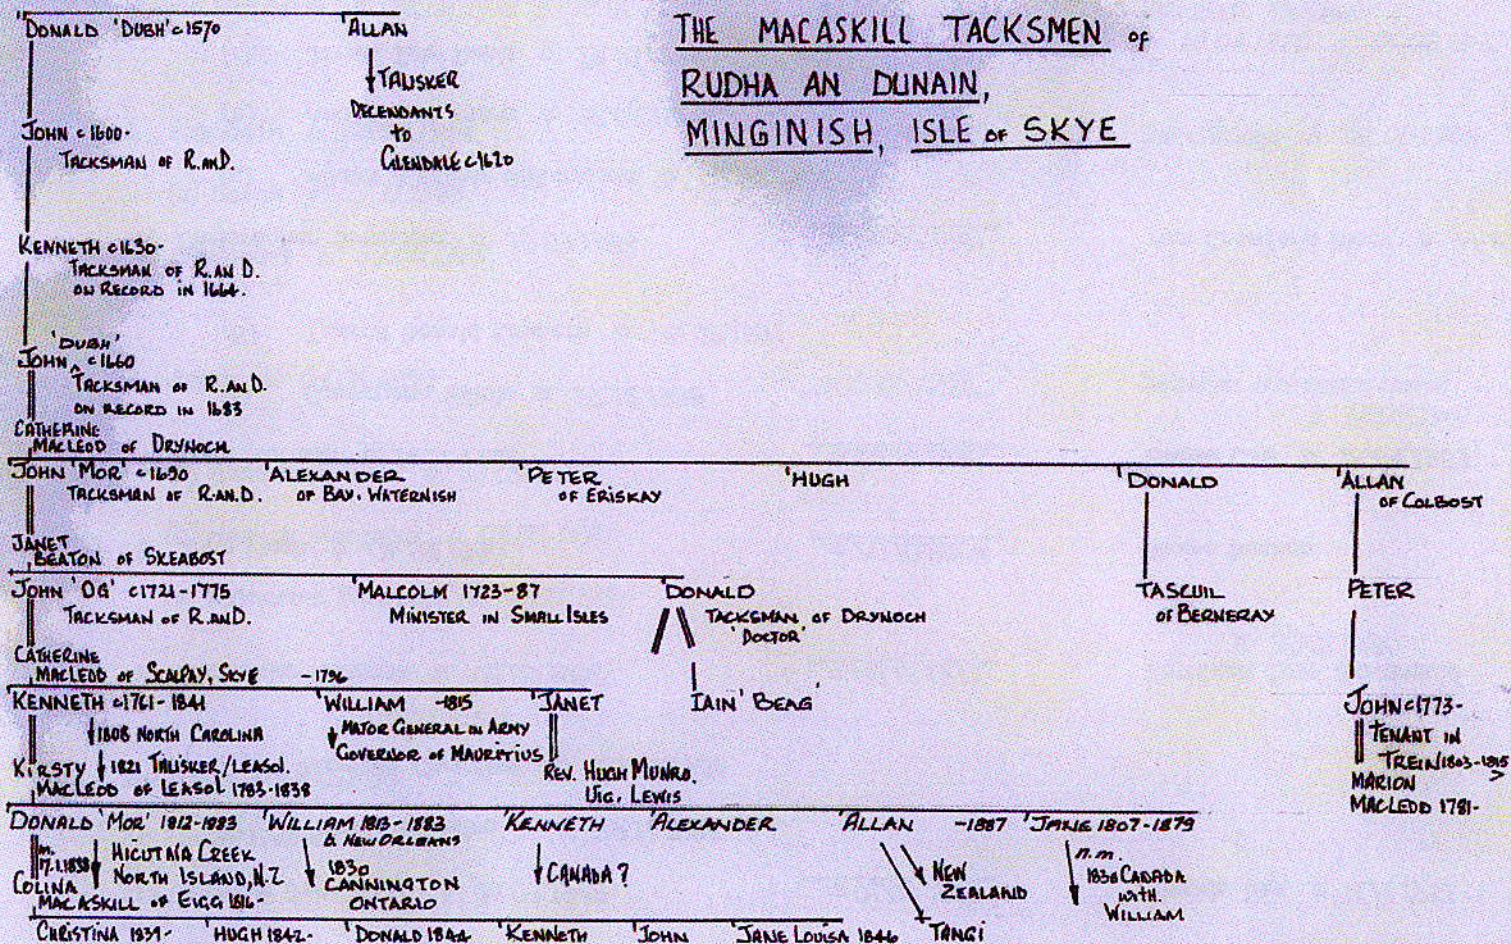 THE MACASKILL TACKSMEN of
RUDHA AN DUNAIN,
MINGINISH, ISLE OF SKYE
DONALD 'DUBH' c1570
ALLAN
TALISKER
DECENDANTS
to
GLENDALE c1620
JOHN c1600-
TACKSMAN OF R.AND.
KENNETH c1630-
TACKSMAN OF R. AN D.
ON RECORD IN 1664.
'DUBH'
JOHN ^ c1660
TACKSMAN OF R. AN D.
ON RECORD IN 1683
CATHERINE
MACLEOD OF DRYNOCH
JOHN 'MOR' c1690
TACKSMAN OF R.AN.D.
ALEXANDER
OF BAY, WATERNISH
PETER
OF ERISKAY
HUGH
DONALD
ALLAN
OF COLBOST
JANET
BEATON OF SKEABOST
JOHN 'OG' c1721-1775
TACKSMAN OF R.AND.
MALCOLM 1723-87
MINISTER IN SMALL ISLES
DONALD
TACKSMAN OF DRYNOCH
'DOCTOR'
TASCUIL
OF BERNERAY
PETER
CATHERINE
MACLEOD OF SCALPAY, SKYE -1796
KENNETH c1761-1841
1808 NORTH CAROLINA
1821 TALISKER/LEASOL.
WILLIAM -1815
MAJOR GENERAL IN ARMY
GOVERNOR OF MAURITIUS
JANET
REV. HUGH MUNRO.
UIG, LEWIS
IAIN 'BEAG'
JOHN c1773-
TENANT IN
TREIN 1803-1815
>
MARION
MACLEOD 1781-
KIRSTY
MACLEOD OF LEASOL 1783-1838
DONALD 'MOR' 1812-1883
m.
17.1.1838
HICUTAIA CREEK
NORTH ISLAND, N.Z
WILLIAM 1813-1883
D. NEW ORLEANS
1830
CANNINGTON
ONTARIO
KENNETH
CANADA?
ALEXANDER
ALLAN -1887
NEW
ZEALAND
TANGI
JANE 1807-1879
n.m.
1830 CANADA
WITH.
WILLIAM
COLINA
MACASKILL OF EIGG 1816-
CHRISTINA 1839-
HUGH 1842-
DONALD 1844
KENNETH
JOHN
JANE LOUISA 1846